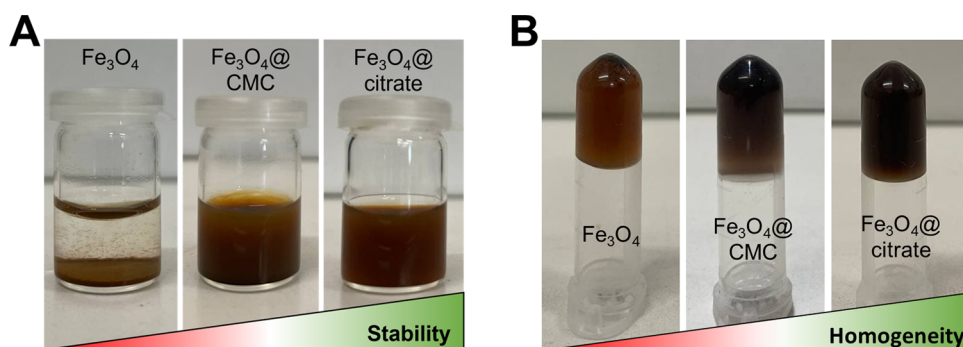 A
Fe₃O₄
Fe₃O₄@
CMC
Fe₃O₄@
citrate
Stability
B
Fe₃O₄
Fe₃O₄@
CMC
Fe₃O₄@
citrate
Homogeneity